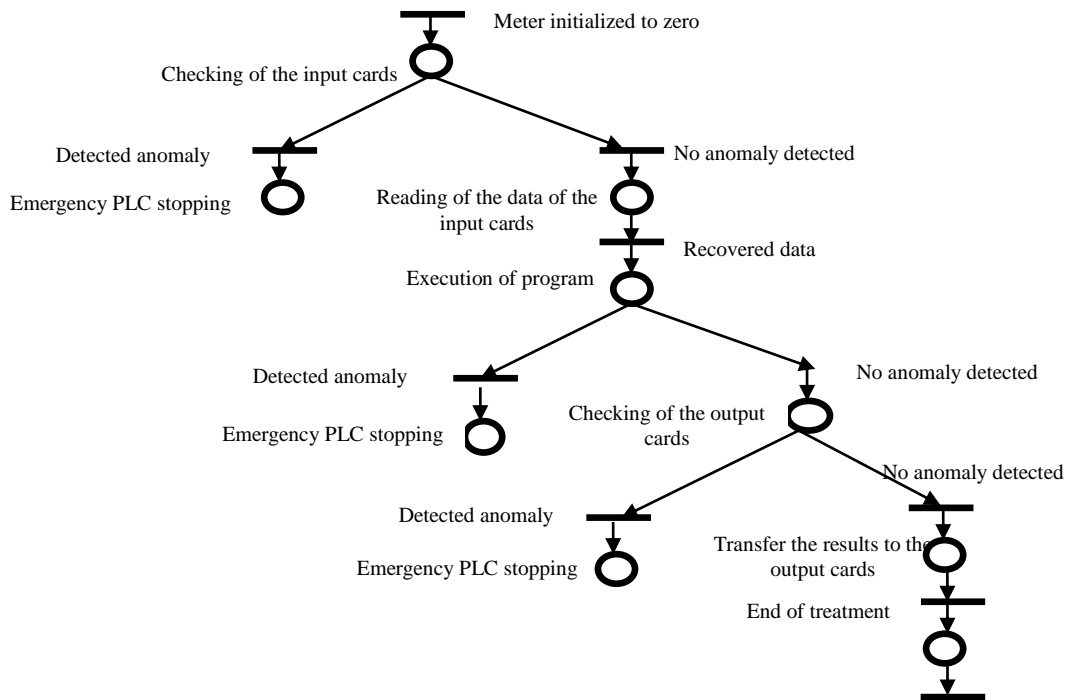 Meter initialized to zero
Checking of the input cards
Detected anomaly
No anomaly detected
Emergency PLC stopping
Reading of the data of the
input cards
Recovered data
Execution of program
Detected anomaly
No anomaly detected
Checking of the output
cards
Emergency PLC stopping
No anomaly detected
Detected anomaly
Transfer the results to the
output cards
Emergency PLC stopping
End of treatment